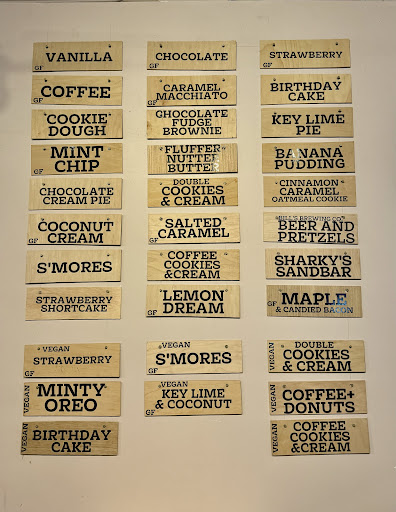 VANILLA
GF
CHOCOLATE
STRAWBERRY
GF
COFFEE
GF
CARAMEL
MACCHIATO
GF
BIRTHDAY
CAKE
COOKIE
DOUGH
CHOCOLATE
FUDGE
BROWNIE
KEY LIME
PIE
MINT
CHIP
GF
FLUFFER
NUTTER
BUTTER
BANANA
PUDDING
CHOCOLATE
CREAM PIE
DOUBLE
COOKIES
& CREAM
CINNAMON
CARAMEL
OATMEAL COOKIE
COCONUT
CREAM
GF
SALTED
CARAMEL
GF
BILL'S BREWING CO.
BEER AND
PRETZELS
S'MORES
COFFEE
COOKIES
&CREAM
SHARKY'S
SANDBAR
STRAWBERRY
SHORTCAKE
LEMON
DREAM
GF MAPLE
& CANDIED BACON
VEGAN
STRAWBERRY
GF
VEGAN
S'MORES
GF
VEGAN
DOUBLE
COOKIES
& CREAM
VEGAN
MINTY
OREO
VEGAN
KEY LIME
& COCONUT
GF
VEGAN
COFFEE+
DONUTS
VEGAN
BIRTHDAY
CAKE
VEGAN
COFFEE
COOKIES
&CREAM